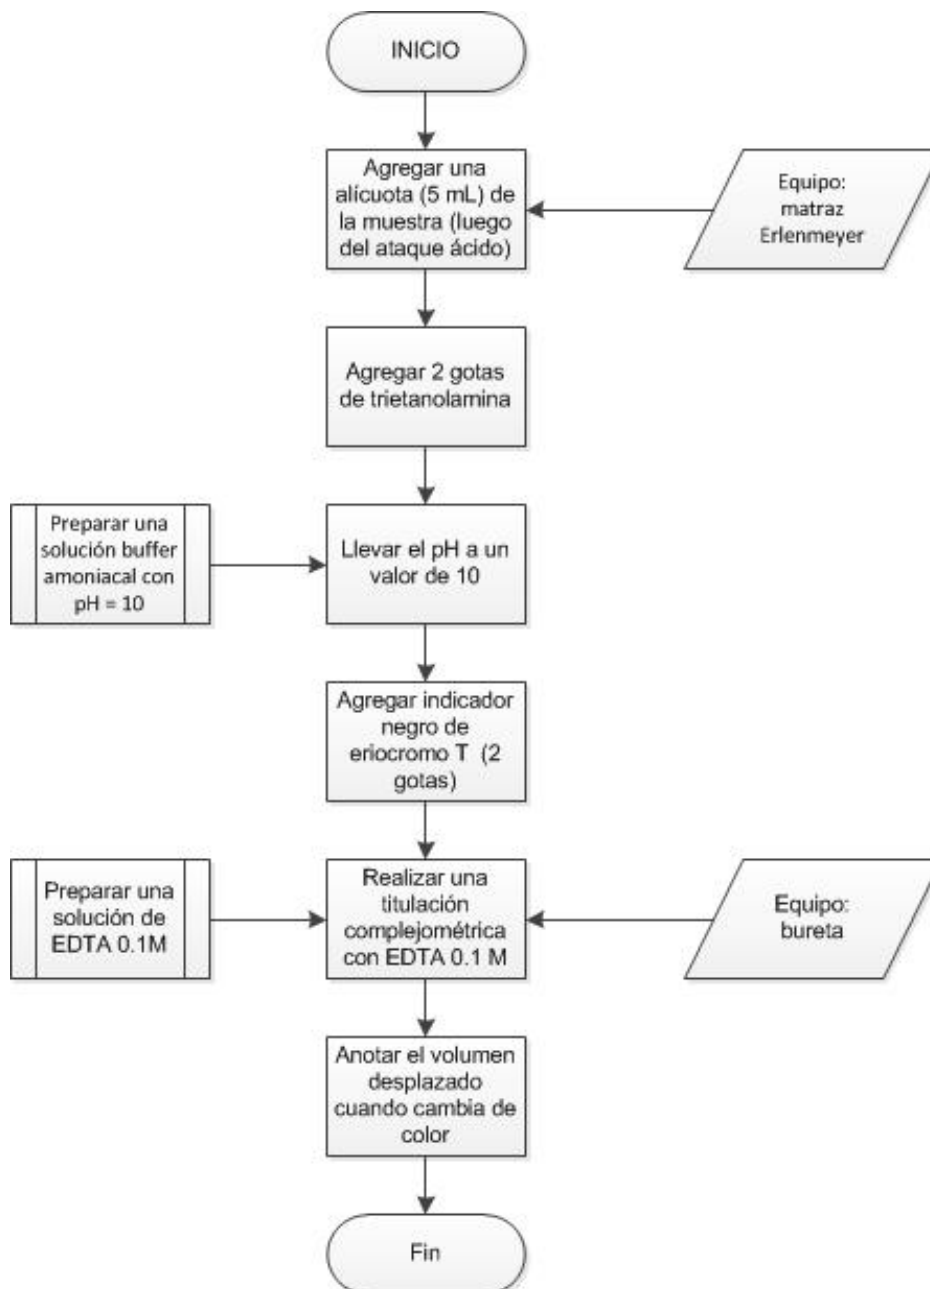 INICIO
Agregar una
alícuota (5 mL) de
la muestra (luego
del ataque ácido)
Equipo:
matraz
Erlenmeyer
Agregar 2 gotas
de trietanolamina
Preparar una
solución buffer
amoniacal con
pH = 10
Llevar el pH a un
valor de 10
Agregar indicador
negro de
eriocromo T (2
gotas)
Preparar una
solución de
EDTA 0.1M
Realizar una
titulación
complejométrica
con EDTA 0.1 M
Equipo:
bureta
Anotar el volumen
desplazado
cuando cambia de
color
Fin